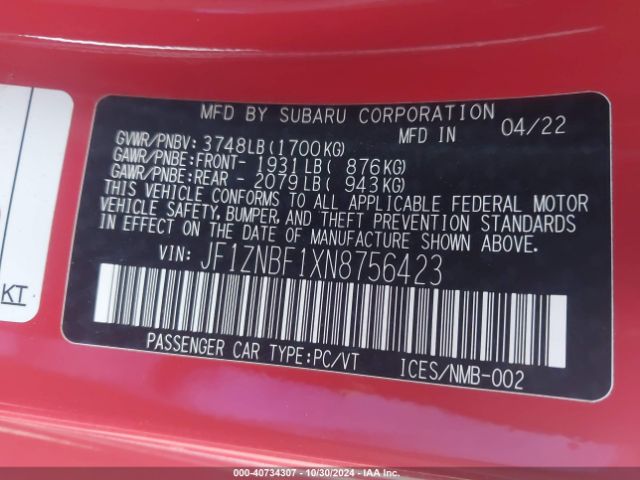 MFD BY SUBARU CORPORATION
GVWR/PNBV: 3748LB(1700KG) MFD IN 04/22
GAWR/PNBE:FRONT- 1931LB( 876KG)
GAWR/PNBE:REAR - 2079LB( 943KG)
THIS VEHICLE CONFORMS TO ALL APPLICABLE FEDERAL MOTOR
VEHICLE SAFETY, BUMPER, AND THEFT PREVENTION STANDARDS
IN EFFECT ON THE DATE OF MANUFACTURE SHOWN ABOVE.
VIN: JF1ZNBF1XN8756423
PASSENGER CAR TYPE:PC/VT ICES/NMB-002
KT
000-40734307 - 10/30/2024 - IAAI.com